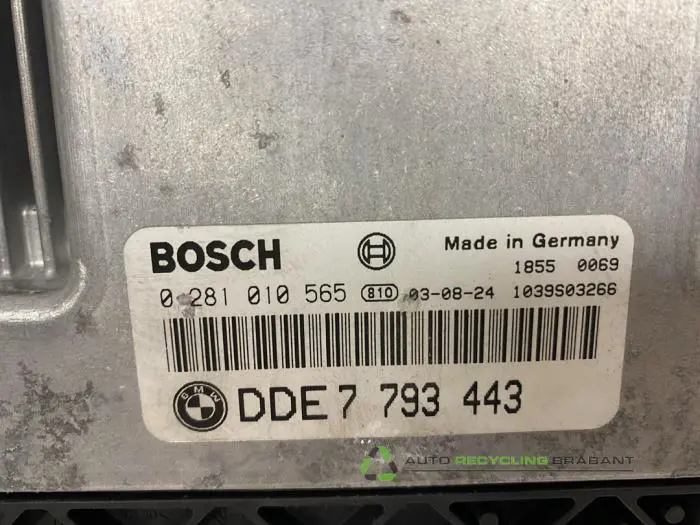 BOSCH Made in Germany
1855 0069
0 281 010 565 810 03-08-24 1039S03266
BMW DDE 7 793 443
AUTO RECYCLING BRABANT